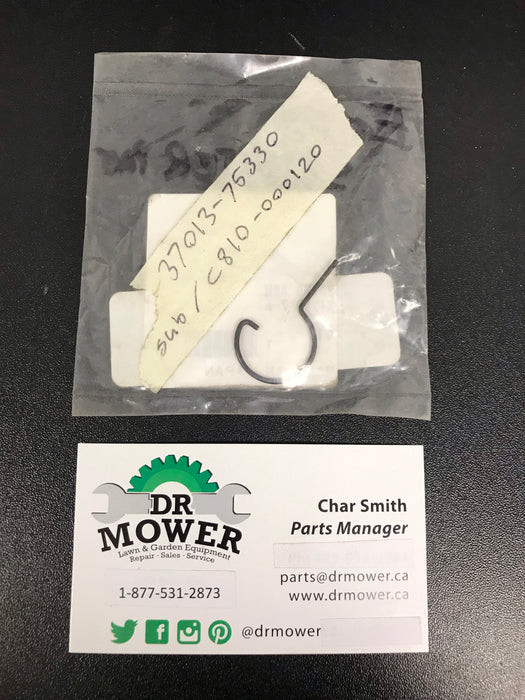 37013-75330
sub / C810-000120
DR
MOWER
Lawn & Garden Equipment
Repair · Sales · Service
1-877-531-2873
Char Smith
Parts Manager
parts@drmower.ca
www.drmower.ca
@drmower